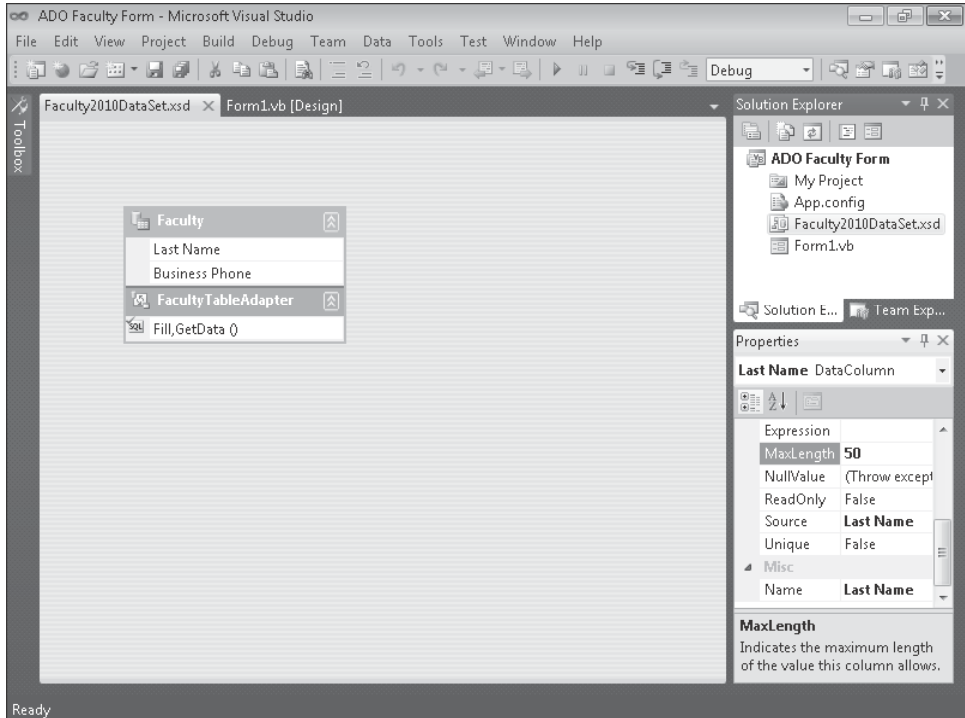 ADO Faculty Form - Microsoft Visual Studio
File Edit View Project Build Debug Team Data Tools Test Window Help
Debug
Toolbox
Faculty2010DataSet.xsd Form1.vb [Design]
Faculty
Last Name
Business Phone
FacultyTableAdapter
SQL Fill,GetData ()
Solution Explorer
ADO Faculty Form
My Project
App.config
Faculty2010DataSet.xsd
Form1.vb
Solution E... Team Exp...
Properties
Last Name DataColumn
Expression
MaxLength 50
NullValue (Throw except
ReadOnly False
Source Last Name
Unique False
Misc
Name Last Name
MaxLength
Indicates the maximum length
of the value this column allows.
Ready